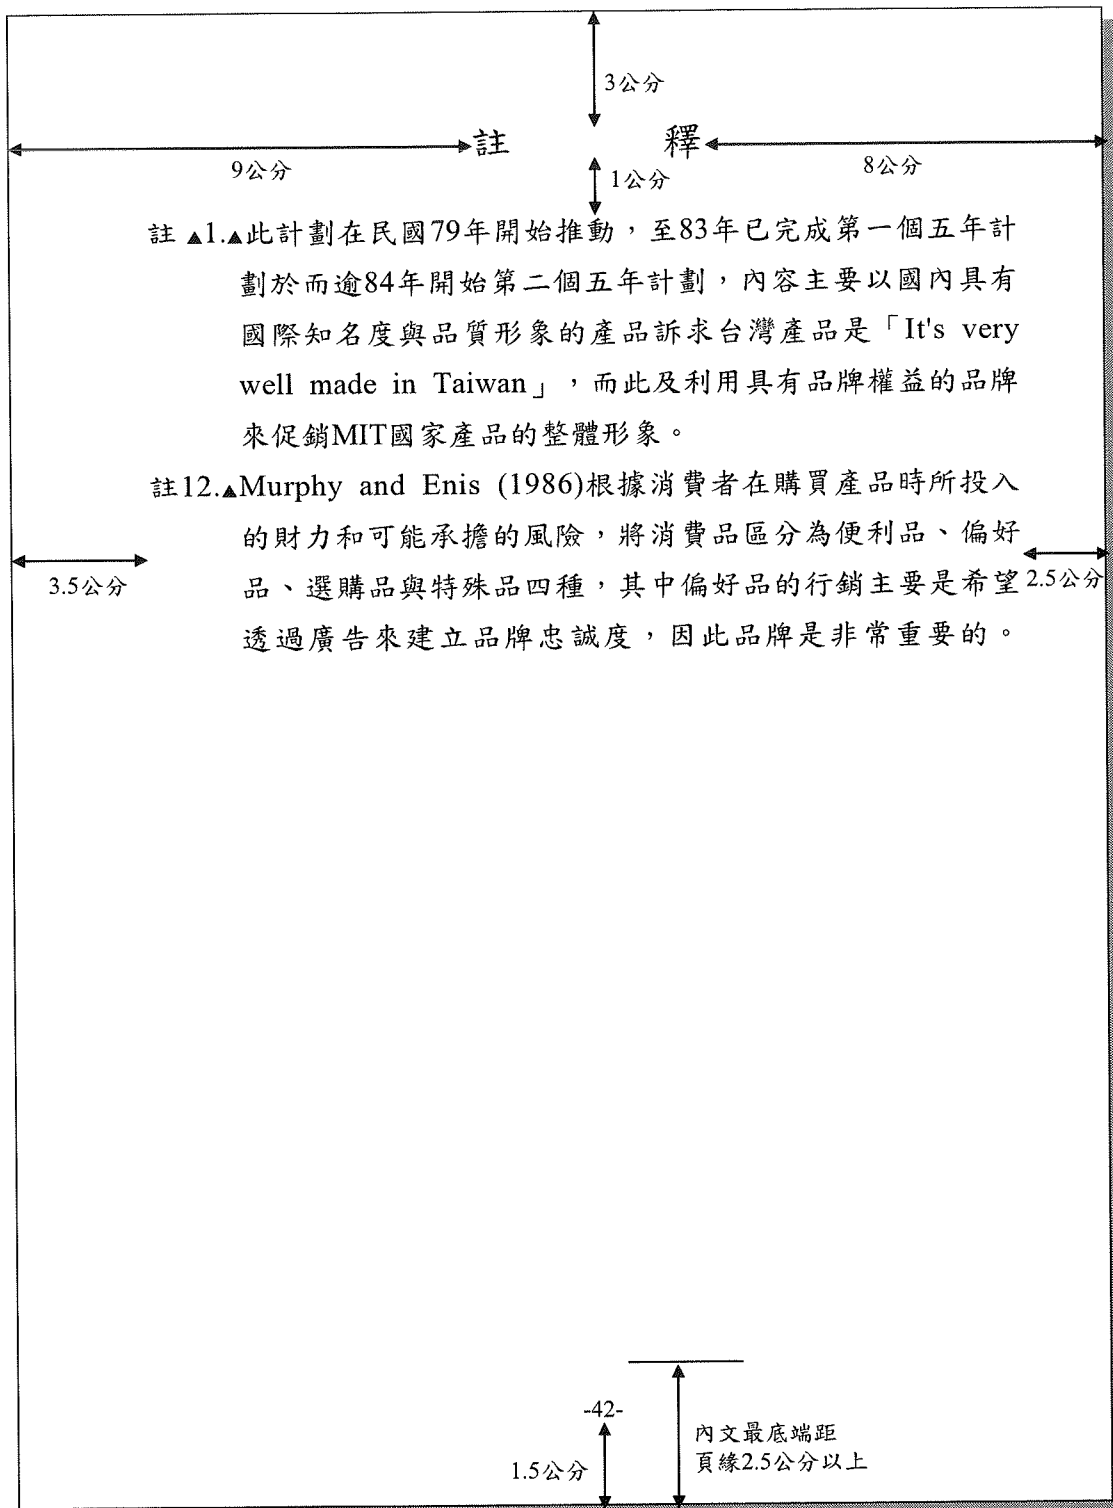 3公分
註 釋
9公分
8公分
1公分
註▲1.▲此計劃在民國79年開始推動，至83年已完成第一個五年計
劃於而逾84年開始第二個五年計劃，內容主要以國內具有
國際知名度與品質形象的產品訴求台灣產品是「It's very
well made in Taiwan」，而此及利用具有品牌權益的品牌
來促銷MIT國家產品的整體形象。
註12.▲Murphy and Enis (1986)根據消費者在購買產品時所投入
的財力和可能承擔的風險，將消費品區分為便利品、偏好
品、選購品與特殊品四種，其中偏好品的行銷主要是希望
透過廣告來建立品牌忠誠度，因此品牌是非常重要的。
3.5公分
2.5公分
-42-
1.5公分
內文最底端距
頁緣2.5公分以上